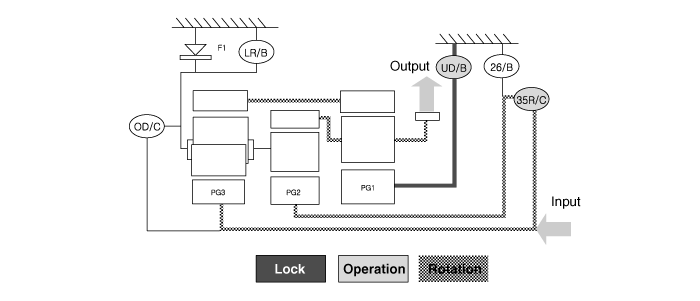 F1
LR/B
Output
UD/B
26/B
35R/C
OD/C
PG3
PG2
PG1
Input
Lock
Operation
Rotation